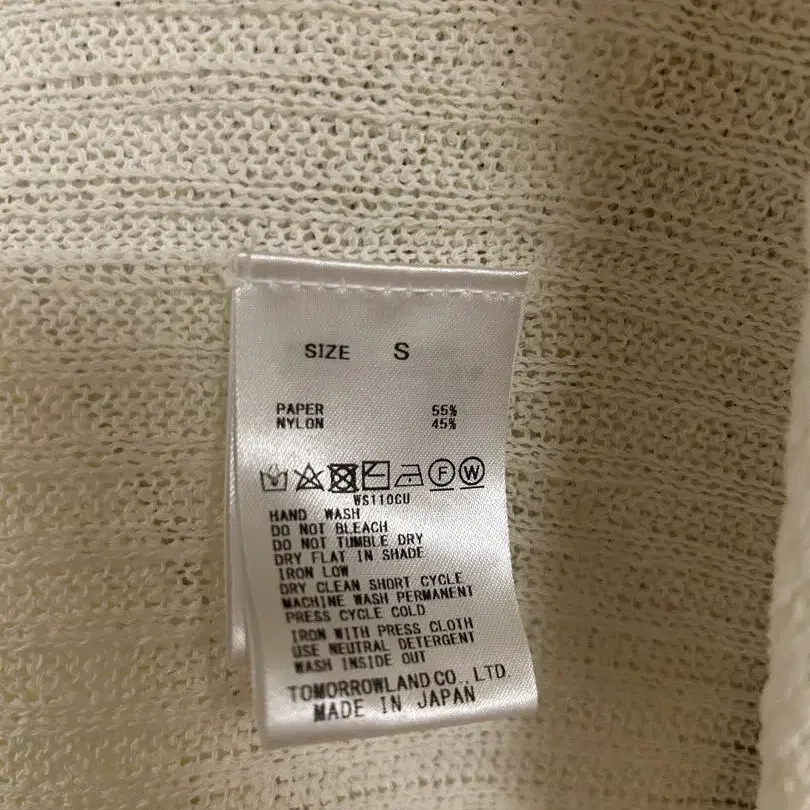 SIZE S
PAPER 55%
NYLON 45%
F W
WS110CU
HAND WASH
DO NOT BLEACH
DO NOT TUMBLE DRY
DRY FLAT IN SHADE
IRON LOW
DRY CLEAN SHORT CYCLE
MACHINE WASH PERMANENT
PRESS CYCLE COLD
IRON WITH PRESS CLOTH
USE NEUTRAL DETERGENT
WASH INSIDE OUT
TOMORROWLAND CO., LTD.
MADE IN JAPAN